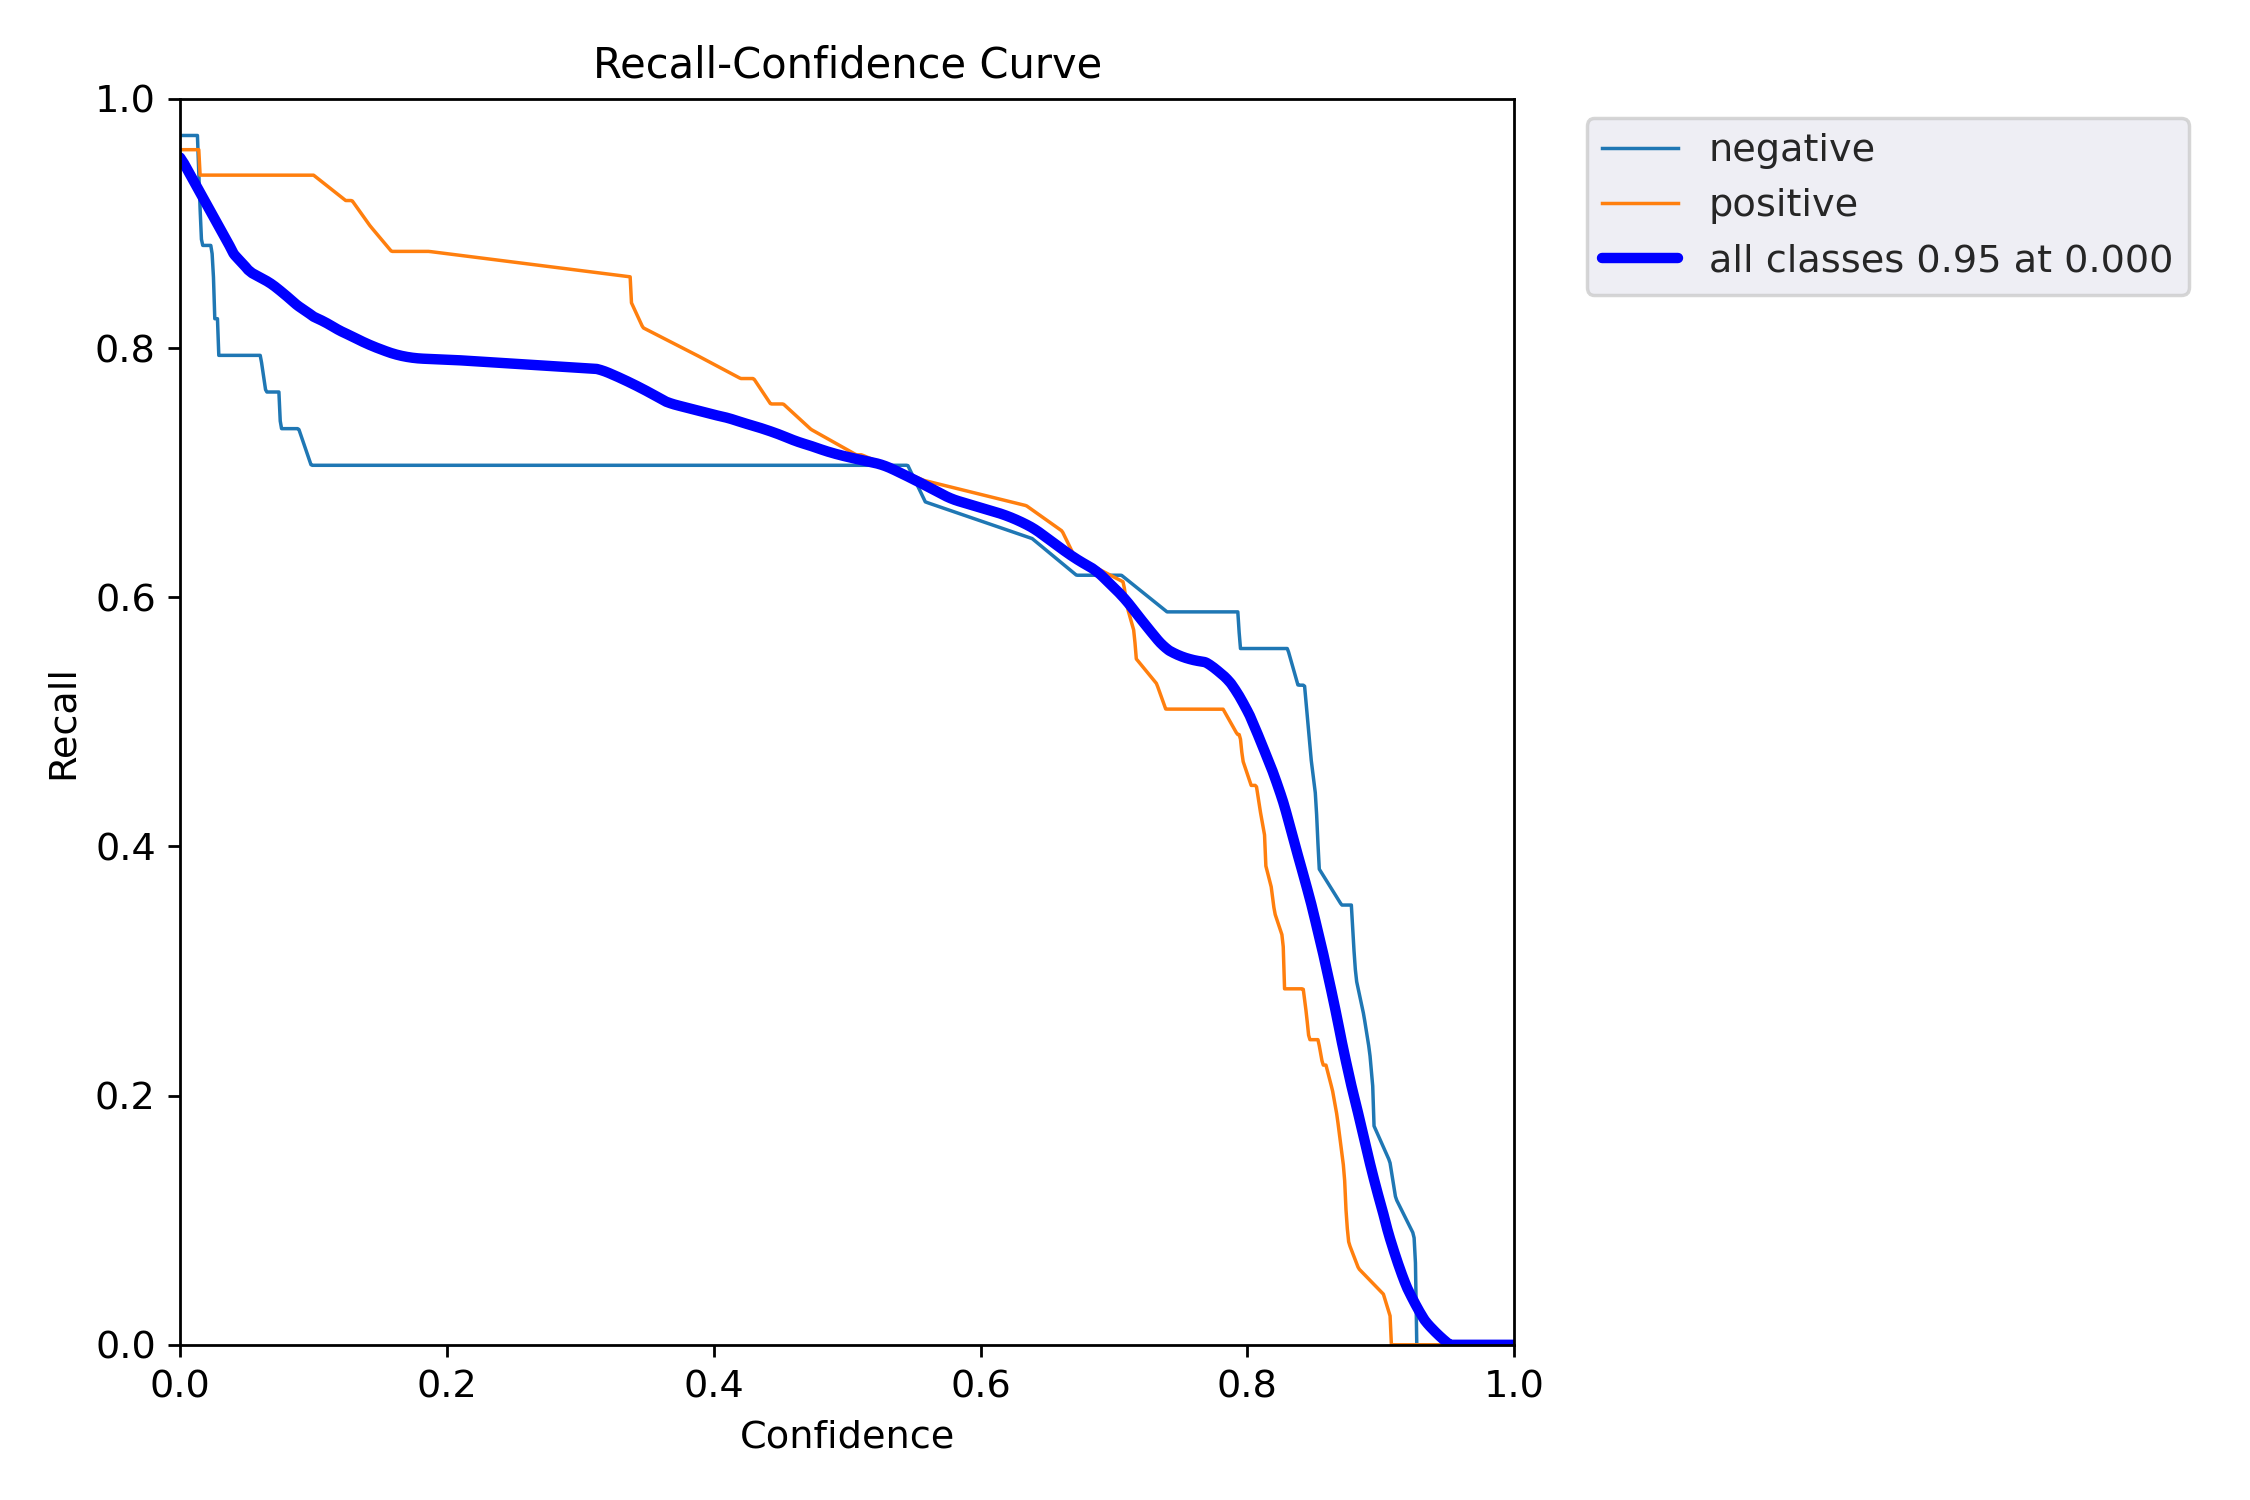 Recall-Confidence Curve
1.0
0.8
0.6
0.4
0.2
0.0
Recall
0.0 0.2 0.4 0.6 0.8 1.0
Confidence
negative
positive
all classes 0.95 at 0.000